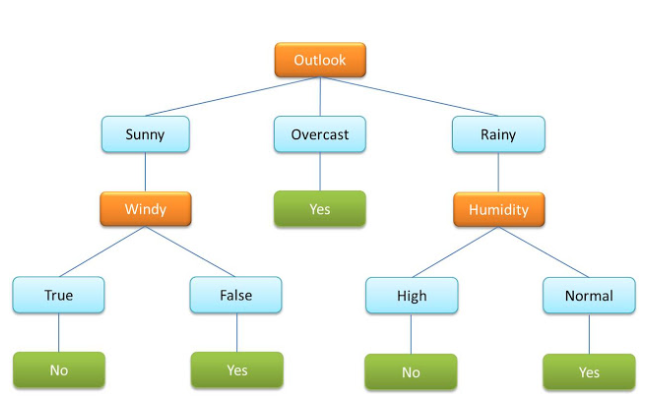 Outlook
Sunny Overcast Rainy
Windy Yes Humidity
True False High Normal
No Yes No Yes